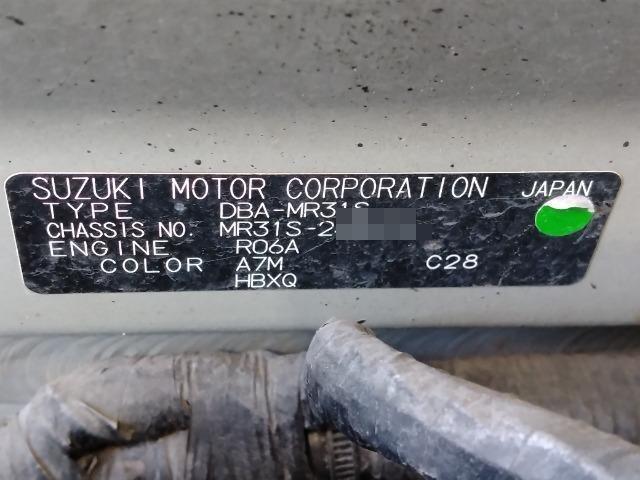 SUZUKI MOTOR CORPORATION JAPAN
TYPE DBA-MR31S
CHASSIS NO. MR31S-2
ENGINE R06A
COLOR A7M C28
HBXQ